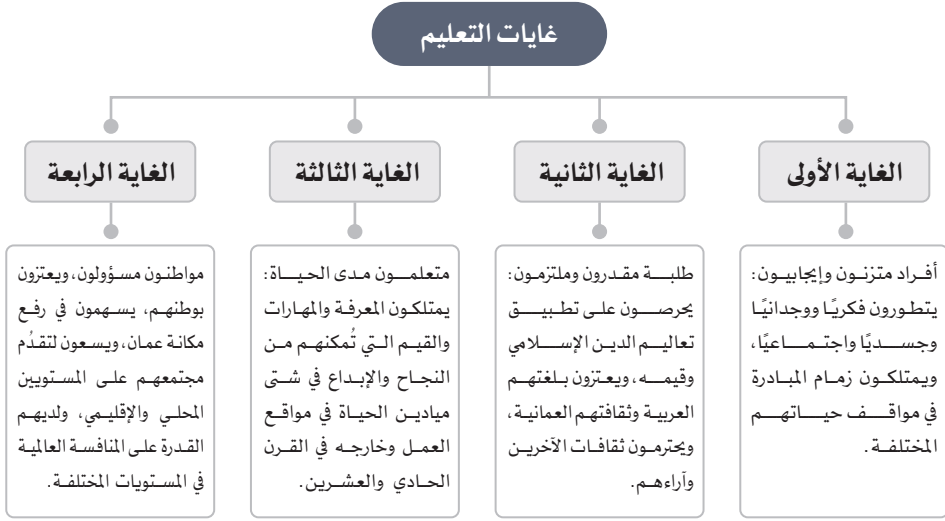 غايات التعليم
الغاية الأولى
أفراد متزنون وإيجابيون:
يتطورون فكريًا ووجدانيًا
وجسديًا واجتماعيًا،
ويمتلكون زمام المبادرة
في مواقف حياتهم
المختلفة.
الغاية الثانية
طلبة مقدرون وملتزمون:
يحرصون على تطبيق
تعاليم الدين الإسلامي
وقيمه، ويعتزون بلغتهم
العربية وثقافتهم العمانية،
ويحترمون ثقافات الآخرين
وآراءهم.
الغاية الثالثة
متعلمون مدى الحياة:
يمتلكون المعرفة والمهارات
والقيم التي تُمكنهم من
النجاح والإبداع في شتى
ميادين الحياة في مواقع
العمل وخارجه في القرن
الحادي والعشرين.
الغاية الرابعة
مواطنون مسؤولون، ويعتزون
بوطنهم، يسهمون في رفع
مكانة عمان، ويسعون لتقدُم
مجتمعهم على المستويين
المحلي والإقليمي، ولديهم
القدرة على المنافسة العالمية
في المستويات المختلفة.